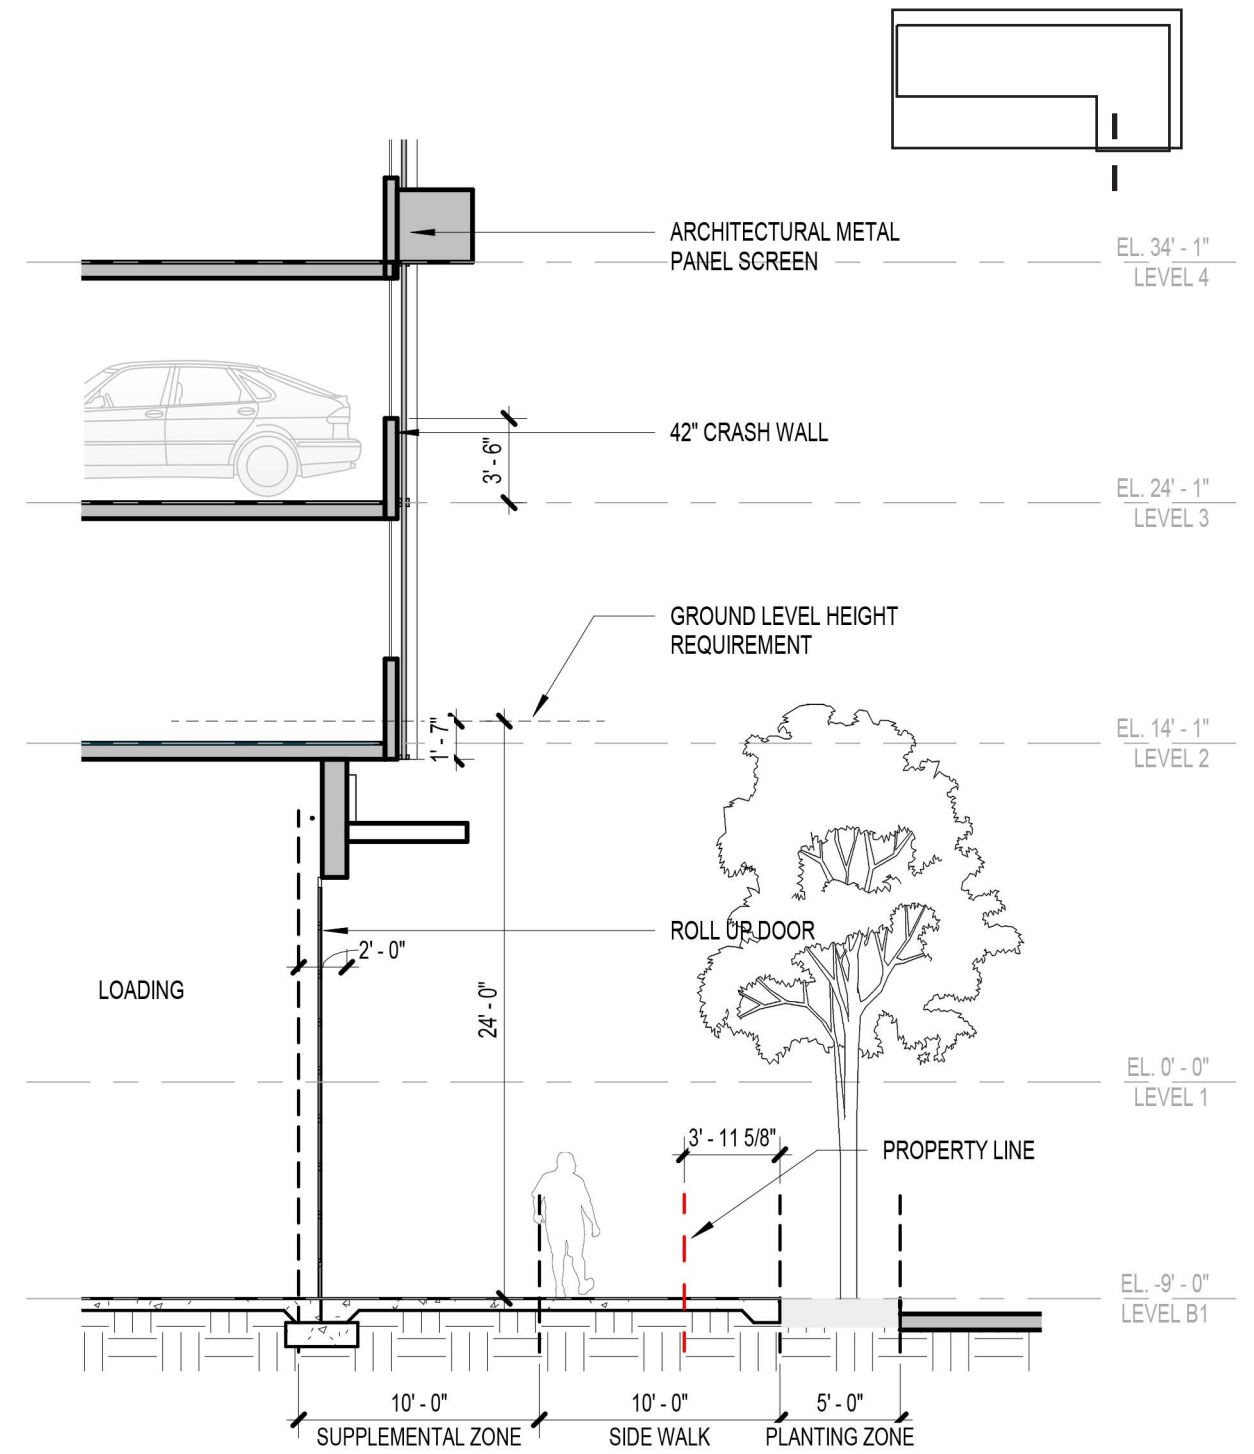 ARCHITECTURAL METAL
PANEL SCREEN
EL. 34' - 1"
LEVEL 4
42" CRASH WALL
3' - 6"
EL. 24' - 1"
LEVEL 3
GROUND LEVEL HEIGHT
REQUIREMENT
1' - 7"
EL. 14' - 1"
LEVEL 2
ROLL UP DOOR
2' - 0"
LOADING
24' - 0"
EL. 0' - 0"
LEVEL 1
3' - 11 5/8"
PROPERTY LINE
EL. -9' - 0"
LEVEL B1
10' - 0"
10' - 0"
5' - 0"
SUPPLEMENTAL ZONE
SIDE WALK
PLANTING ZONE